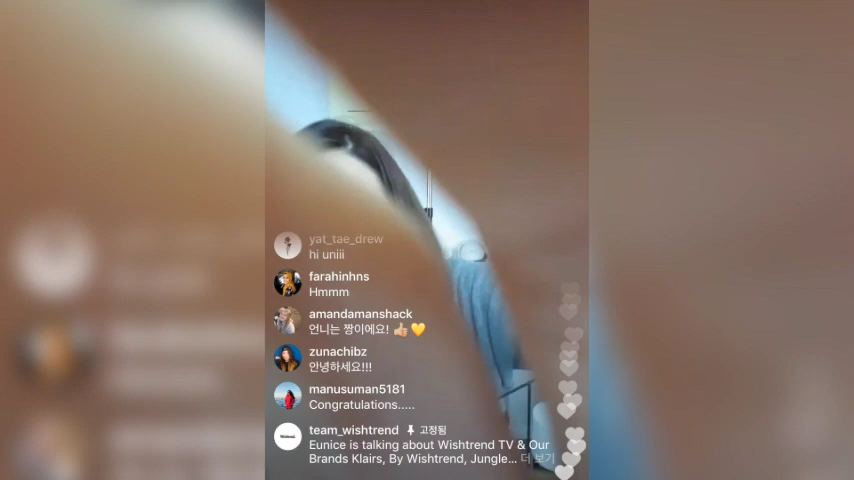 yat_tae_drew
hi uniii
farahinhns
Hmmm
amandamanshack
언니는 짱이에요! 👍🏼💛
zunachibz
안녕하세요!!!
manusuman5181
Congratulations.....
Wishtrend.
team_wishtrend 📌 고정됨
Eunice is talking about Wishtrend TV & Our
Brands Klairs, By Wishtrend, Jungle... 더 보기